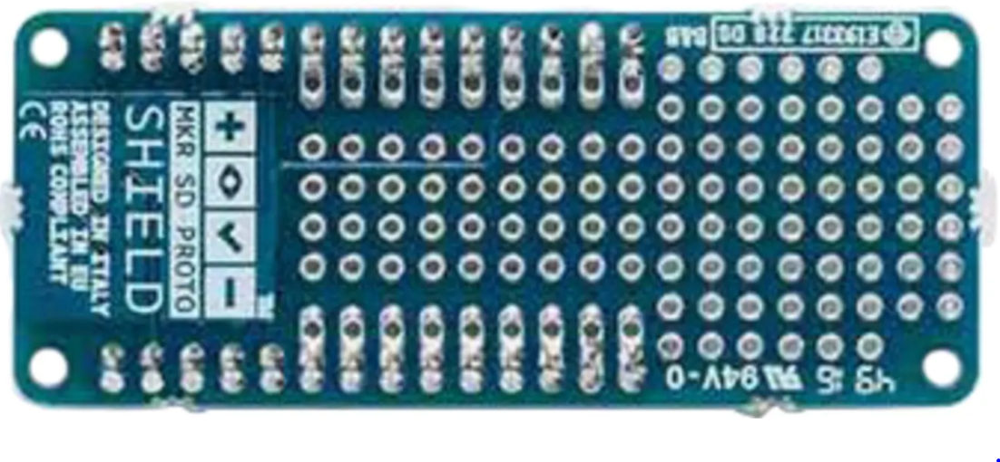 MKR SD PROTO
SHIELD
DESIGNED IN ITALY
ASSEMBLED IN EU
ROHS COMPLIANT
CE
94V-0